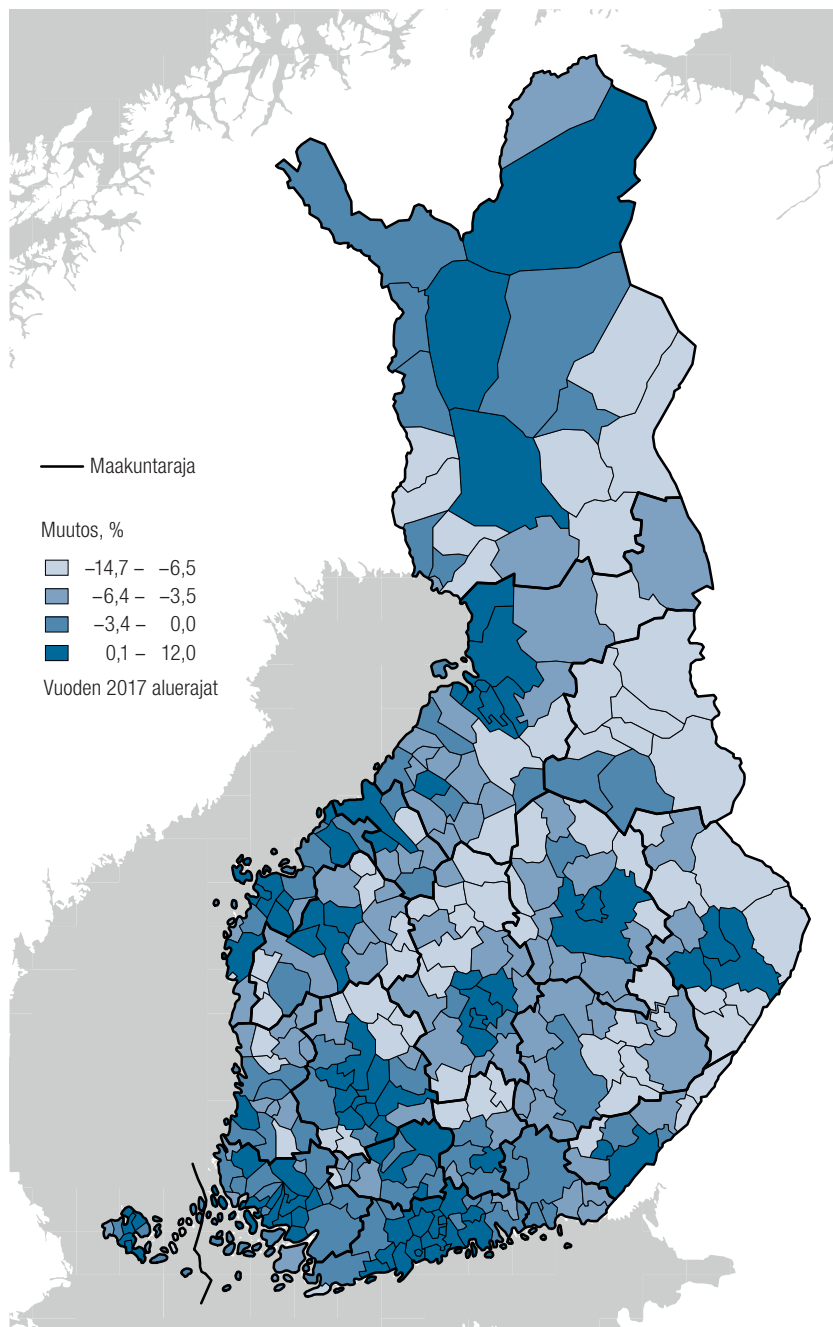 Maakuntaraja
Muutos, %
−14,7 – −6,5
−6,4 – −3,5
−3,4 – 0,0
0,1 – 12,0
Vuoden 2017 aluerajat